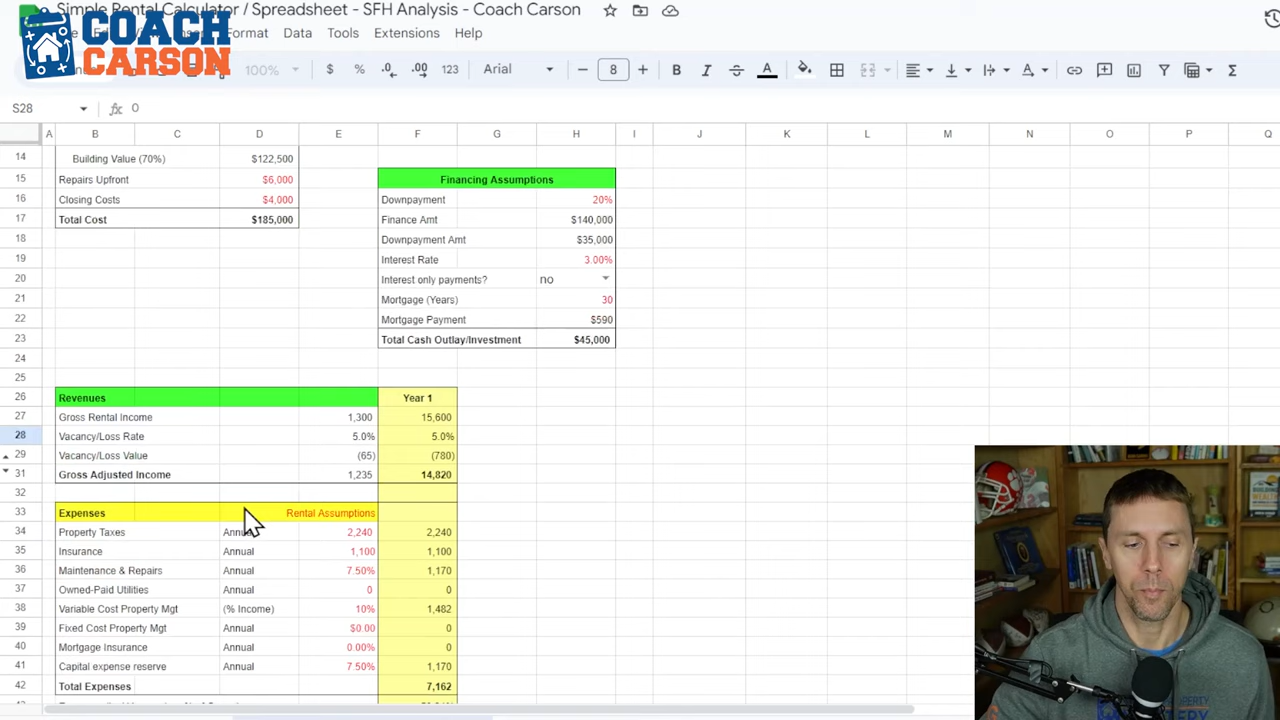 Simple Rental Calculator / Spreadsheet - SFH Analysis - Coach Carson
COACH
CARSON
Format Data Tools Extensions Help
100% $ % .0 .00 123 Arial 8 B I A Σ
S28 fx 0
A B C D E F G H I J K L M N O P Q
14 Building Value (70%) $122,500
15 Repairs Upfront $6,000 Financing Assumptions
16 Closing Costs $4,000 Downpayment 20%
17 Total Cost $185,000 Finance Amt $140,000
18 Downpayment Amt $35,000
19 Interest Rate 3.00%
20 Interest only payments? no
21 Mortgage (Years) 30
22 Mortgage Payment $590
23 Total Cash Outlay/Investment $45,000
24
25
26 Revenues Year 1
27 Gross Rental Income 1,300 15,600
28 Vacancy/Loss Rate 5.0% 5.0%
29 Vacancy/Loss Value (65) (780)
31 Gross Adjusted Income 1,235 14,820
32
33 Expenses Rental Assumptions
34 Property Taxes 2,240 2,240
35 Insurance Annual 1,100 1,100
36 Maintenance & Repairs Annual 7.50% 1,170
37 Owned-Paid Utilities Annual 0 0
38 Variable Cost Property Mgt (% Income) 10% 1,482
39 Fixed Cost Property Mgt Annual $0.00 0
40 Mortgage Insurance Annual 0.00% 0
41 Capital expense reserve Annual 7.50% 1,170
42 Total Expenses 7,162